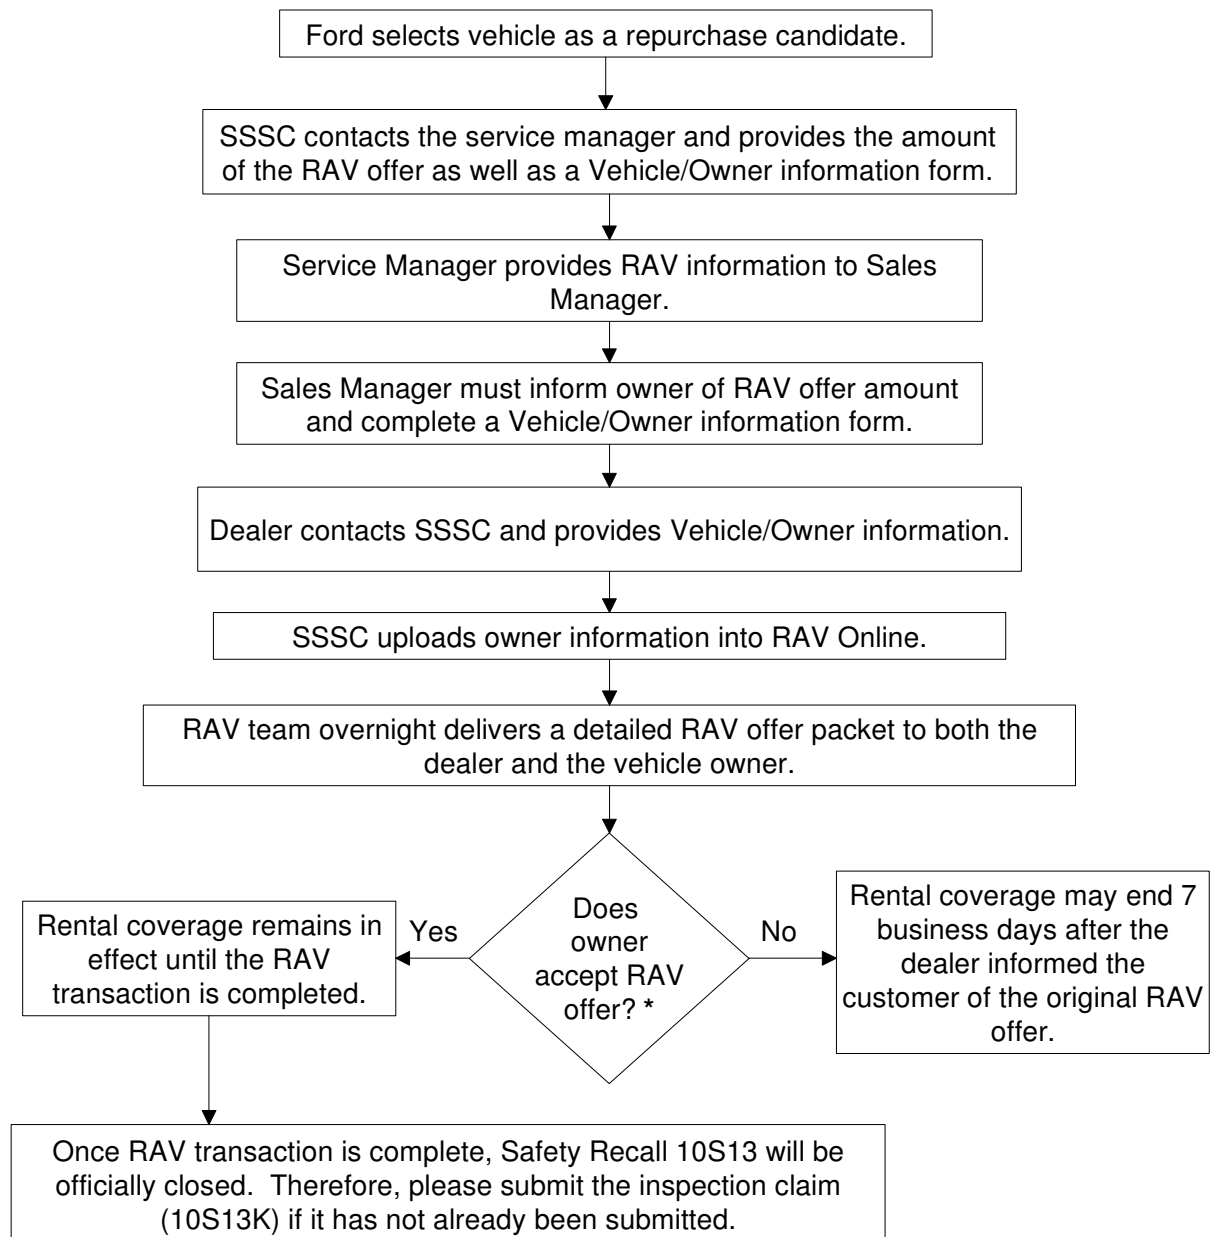 Ford selects vehicle as a repurchase candidate.
SSSC contacts the service manager and provides the amount
of the RAV offer as well as a Vehicle/Owner information form.
Service Manager provides RAV information to Sales
Manager.
Sales Manager must inform owner of RAV offer amount
and complete a Vehicle/Owner information form.
Dealer contacts SSSC and provides Vehicle/Owner information.
SSSC uploads owner information into RAV Online.
RAV team overnight delivers a detailed RAV offer packet to both the
dealer and the vehicle owner.
Does
owner
accept RAV
offer? *
Yes
No
Rental coverage remains in
effect until the RAV
transaction is completed.
Rental coverage may end 7
business days after the
dealer informed the
customer of the original RAV
offer.
Once RAV transaction is complete, Safety Recall 10S13 will be
officially closed.  Therefore, please submit the inspection claim
(10S13K) if it has not already been submitted.